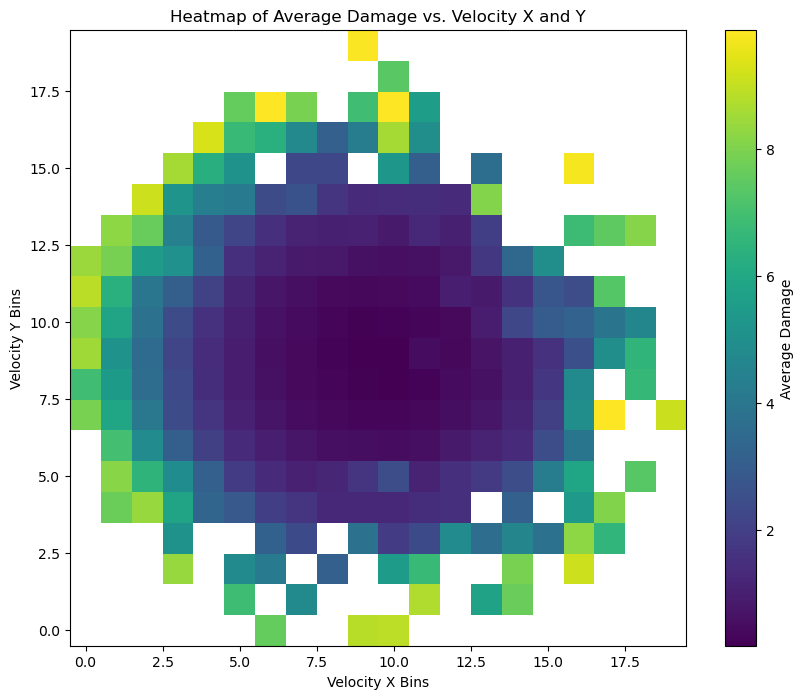 Heatmap of Average Damage vs. Velocity X and Y
17.5
15.0
12.5
10.0
7.5
5.0
2.5
0.0
Velocity Y Bins
0.0 2.5 5.0 7.5 10.0 12.5 15.0 17.5
Velocity X Bins
8
6
4
2
Average Damage